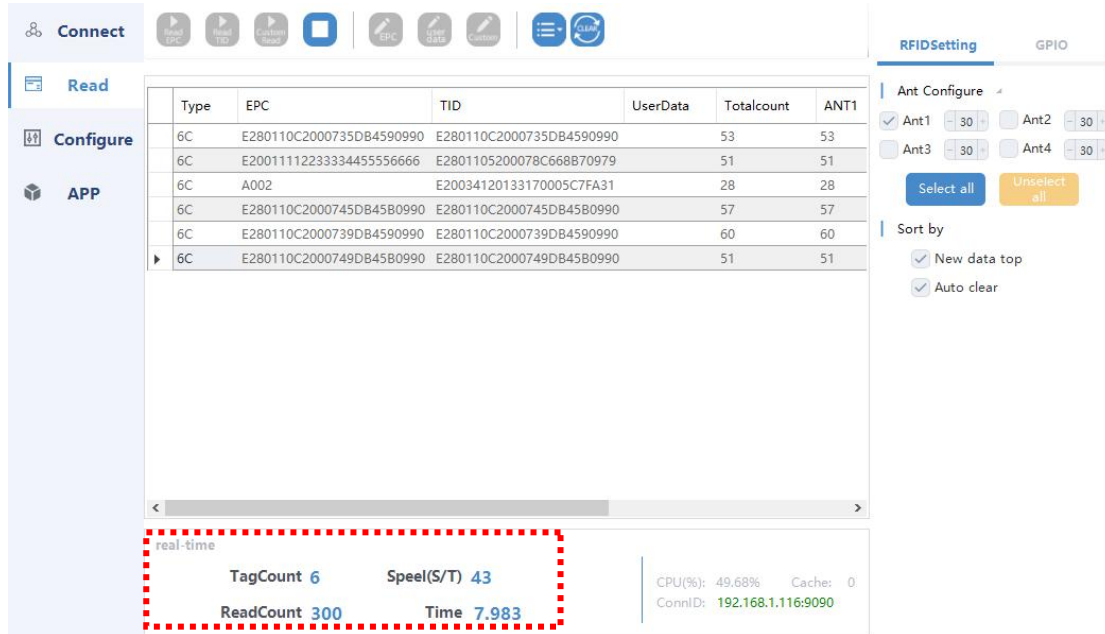 Connect
Read EPC
Read TID
Custom Read
EPC
user data
Custom
CLEAR
RFIDSetting GPIO
Read
Configure
APP
Type EPC TID UserData Totalcount ANT1
6C E280110C2000735DB4590990 E280110C2000735DB4590990 53 53
6C E20011112233334455556666 E2801105200078C668B70979 51 51
6C A002 E20034120133170005C7FA31 28 28
6C E280110C2000745DB45B0990 E280110C2000745DB45B0990 57 57
6C E280110C2000739DB4590990 E280110C2000739DB4590990 60 60
6C E280110C2000749DB45B0990 E280110C2000749DB45B0990 51 51
Ant Configure
Ant1 - 30 + Ant2 - 30 +
Ant3 - 30 + Ant4 - 30 +
Select all
Unselect all
Sort by
New data top
Auto clear
real-time
TagCount 6 Speel(S/T) 43
ReadCount 300 Time 7.983
CPU(%): 49.68% Cache: 0
ConnID: 192.168.1.116:9090